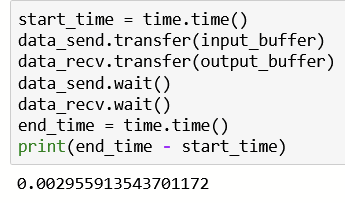 start_time = time.time()
data_send.transfer(input_buffer)
data_recv.transfer(output_buffer)
data_send.wait()
data_recv.wait()
end_time = time.time()
print(end_time - start_time)
0.002955913543701172